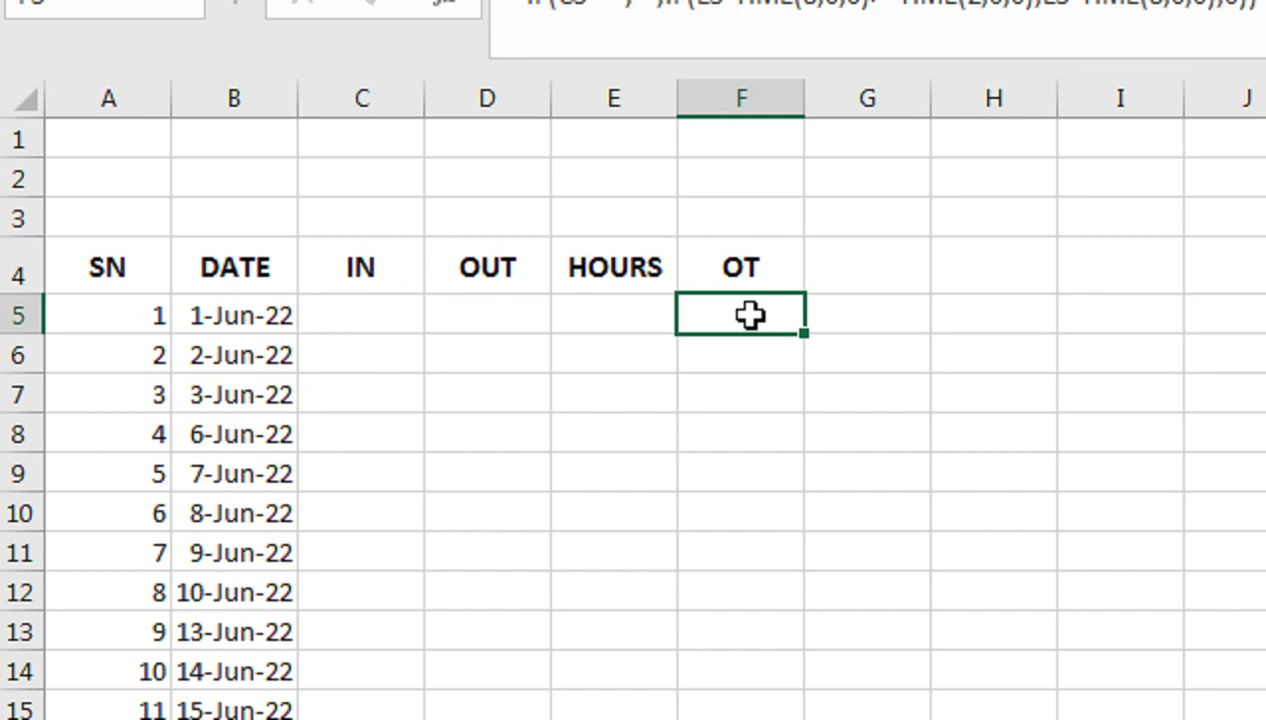 A B C D E F G H I J
1
2
3
4 SN DATE IN OUT HOURS OT
5 1 1-Jun-22
6 2 2-Jun-22
7 3 3-Jun-22
8 4 6-Jun-22
9 5 7-Jun-22
10 6 8-Jun-22
11 7 9-Jun-22
12 8 10-Jun-22
13 9 13-Jun-22
14 10 14-Jun-22
15 11 15-Jun-22